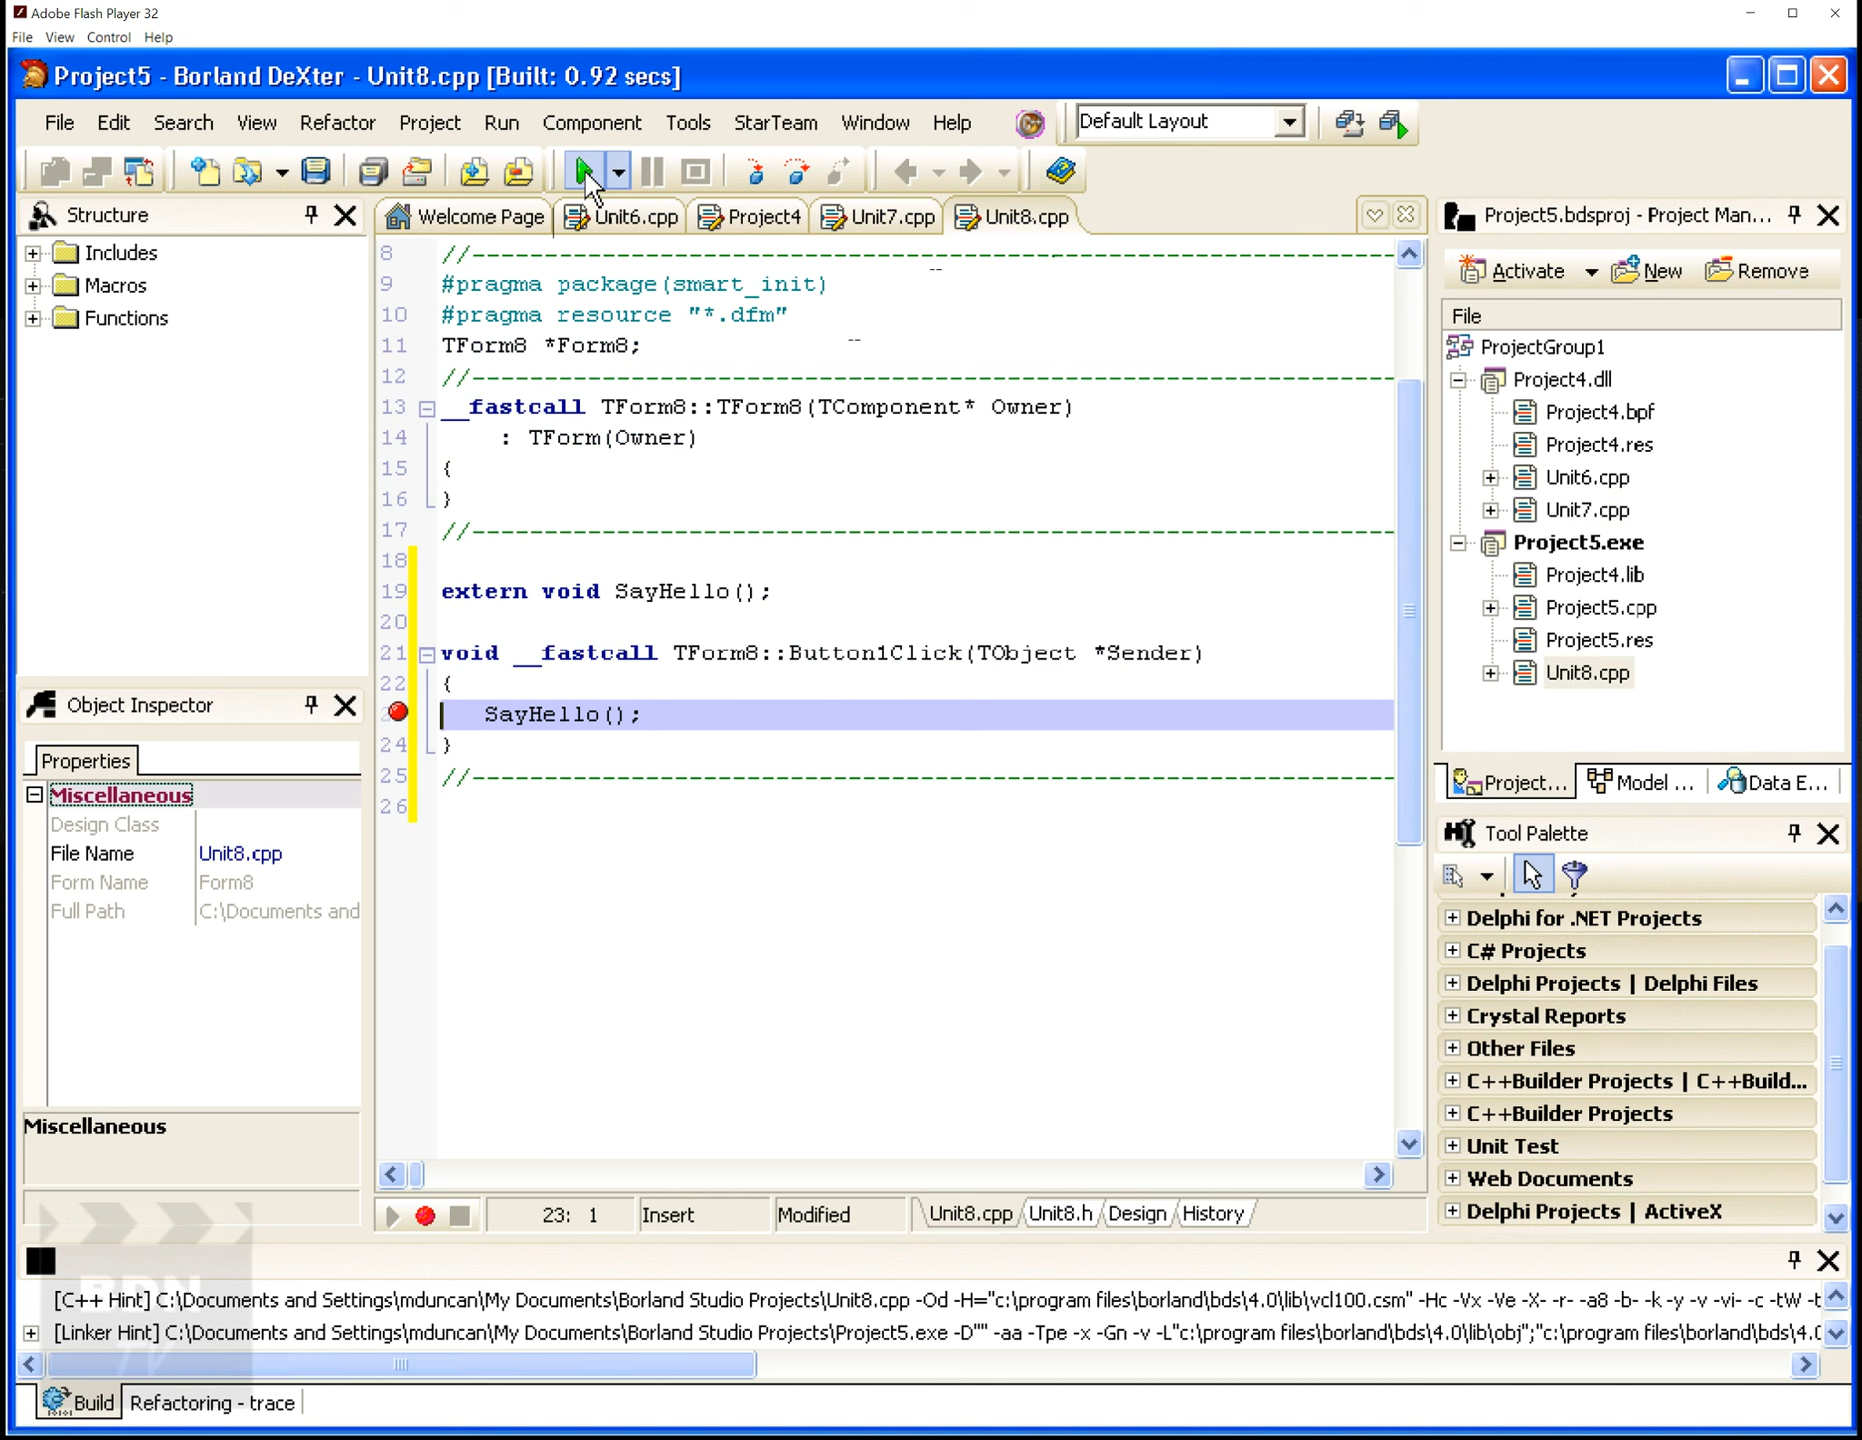 Adobe Flash Player 32
File View Control Help
Project5 - Borland DeXter - Unit8.cpp [Built: 0.92 secs]
File Edit Search View Refactor Project Run Component Tools StarTeam Window Help
Default Layout
Structure
Includes
Macros
Functions
Welcome Page
Unit6.cpp
Project4
Unit7.cpp
Unit8.cpp
8 //--------------------------------------------------------------------
9 #pragma package(smart_init)
10 #pragma resource "*.dfm"
11 TForm8 *Form8;
12 //--------------------------------------------------------------------
13 __fastcall TForm8::TForm8(TComponent* Owner)
14 : TForm(Owner)
15 {
16 }
17 //--------------------------------------------------------------------
18
19 extern void SayHello();
20
21 void __fastcall TForm8::Button1Click(TObject *Sender)
22 {
SayHello();
24 }
25 //--------------------------------------------------------------------
26
23: 1
Insert
Modified
Unit8.cpp
Unit8.h
Design
History
Object Inspector
Properties
Miscellaneous
Design Class
File Name Unit8.cpp
Form Name Form8
Full Path C:\Documents and
Miscellaneous
Project5.bdsproj - Project Man...
Activate New Remove
File
ProjectGroup1
Project4.dll
Project4.bpf
Project4.res
Unit6.cpp
Unit7.cpp
Project5.exe
Project4.lib
Project5.cpp
Project5.res
Unit8.cpp
Project... Model ... Data E...
Tool Palette
Delphi for .NET Projects
C# Projects
Delphi Projects | Delphi Files
Crystal Reports
Other Files
C++Builder Projects | C++Build...
C++Builder Projects
Unit Test
Web Documents
Delphi Projects | ActiveX
BDN
TV
[C++ Hint] C:\Documents and Settings\mduncan\My Documents\Borland Studio Projects\Unit8.cpp -Od -H="c:\program files\borland\bds\4.0\lib\vcl100.csm" -Hc -Vx -Ve -X- -r- -a8 -b- -k -y -v -vi- -c -tW -t
[Linker Hint] C:\Documents and Settings\mduncan\My Documents\Borland Studio Projects\Project5.exe -D"" -aa -Tpe -x -Gn -v -L"c:\program files\borland\bds\4.0\lib\obj";"c:\program files\borland\bds\4.0
Build
Refactoring - trace